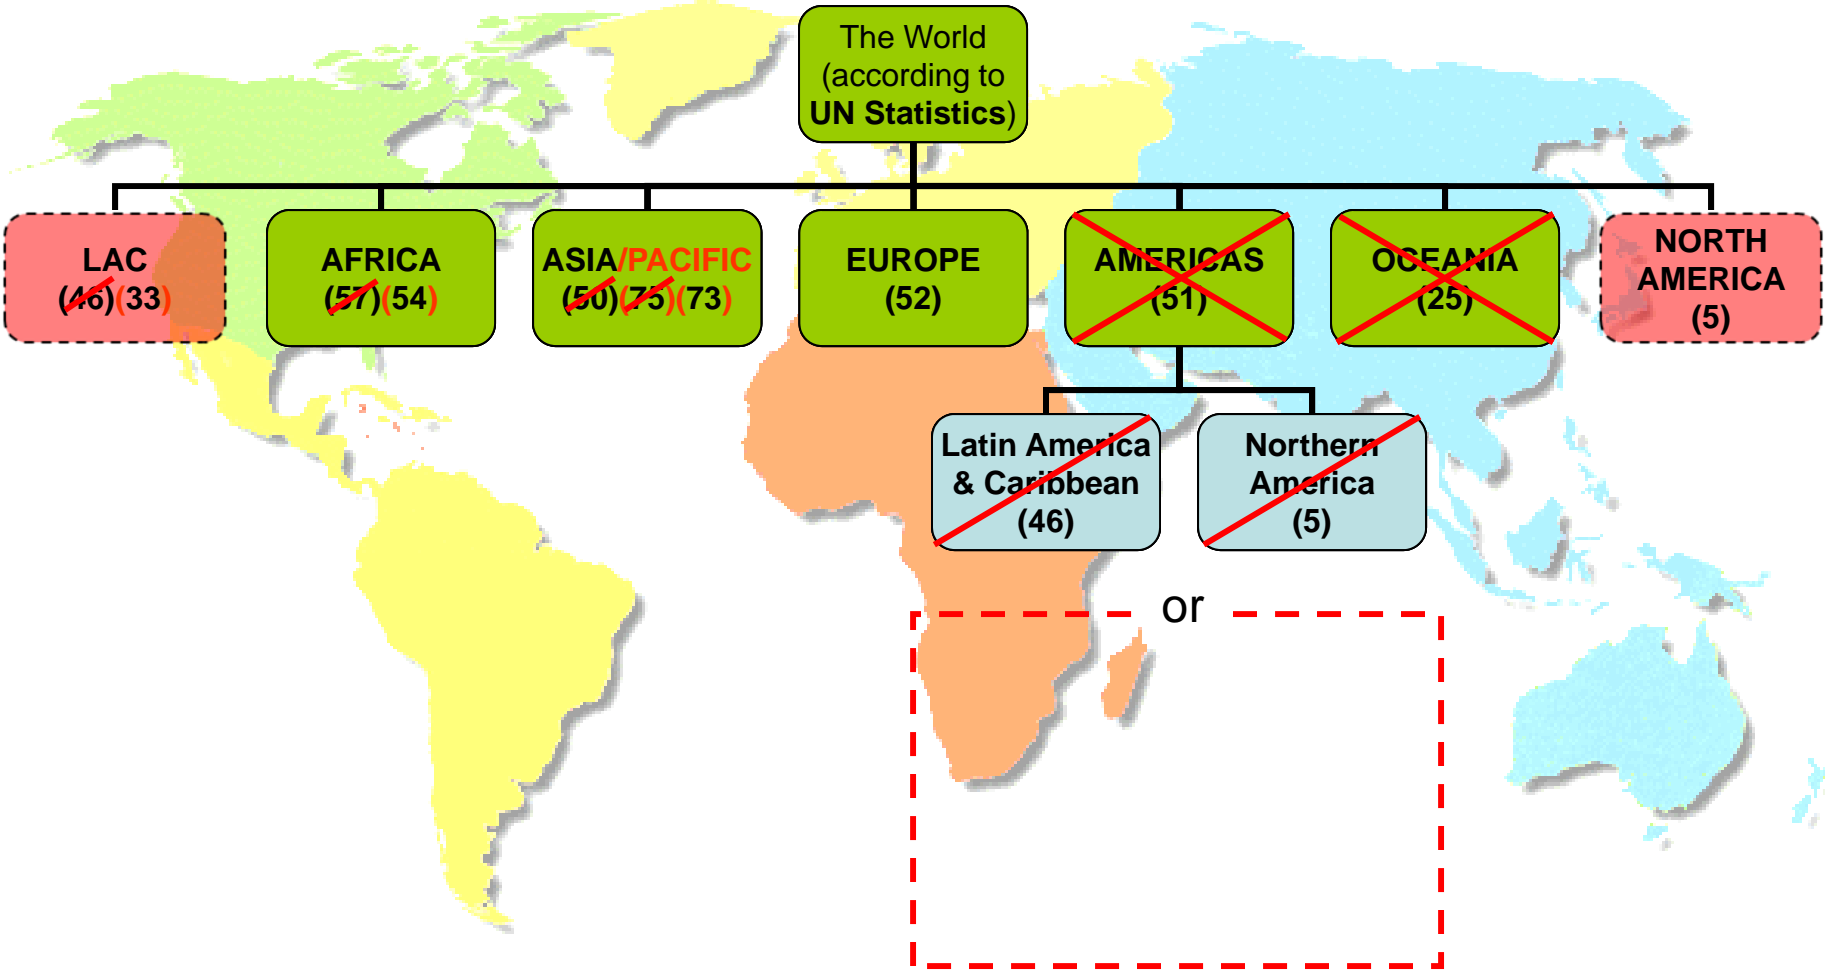 The World
(according to
UN Statistics)
LAC
(46)(33)
AFRICA
(57)(54)
ASIA/PACIFIC
(50)(75)(73)
EUROPE
(52)
AMERICAS
(51)
OCEANIA
(25)
NORTH
AMERICA
(5)
Latin America
& Caribbean
(46)
Northern
America
(5)
or